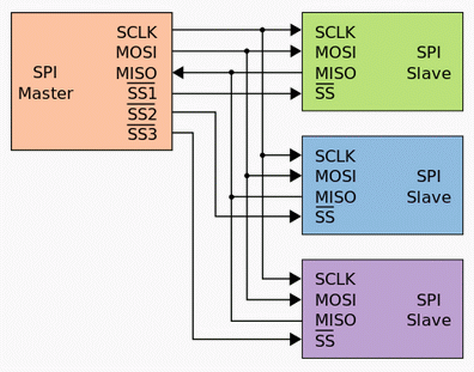 SCLK
MOSI
SPI MISO
Master SS1
SS2
SS3
SCLK
MOSI SPI
MISO Slave
SS
SCLK
MOSI SPI
MISO Slave
SS
SCLK
MOSI SPI
MISO Slave
SS